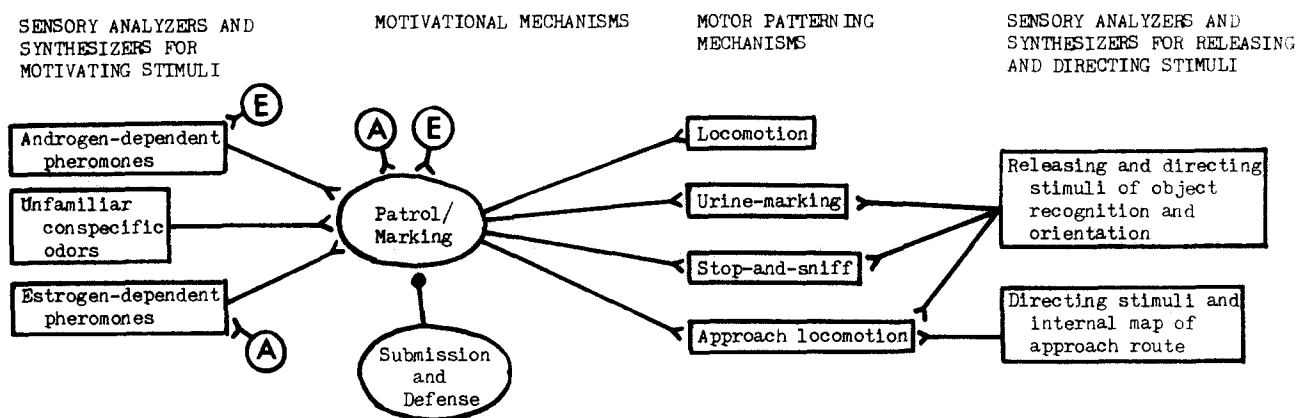 SENSORY ANALYZERS AND
SYNTHESIZERS FOR
MOTIVATING STIMULI
MOTIVATIONAL MECHANISMS
MOTOR PATTERNING
MECHANISMS
SENSORY ANALYZERS AND
SYNTHESIZERS FOR RELEASING
AND DIRECTING STIMULI
E
Androgen-dependent
pheromones
Unfamiliar
conspecific
odors
Estrogen-dependent
pheromones
A
A
E
Patrol/
Marking
Submission
and
Defense
Locomotion
Urine-marking
Stop-and-sniff
Approach locomotion
Releasing and directing
stimuli of object
recognition and
orientation
Directing stimuli and
internal map of
approach route